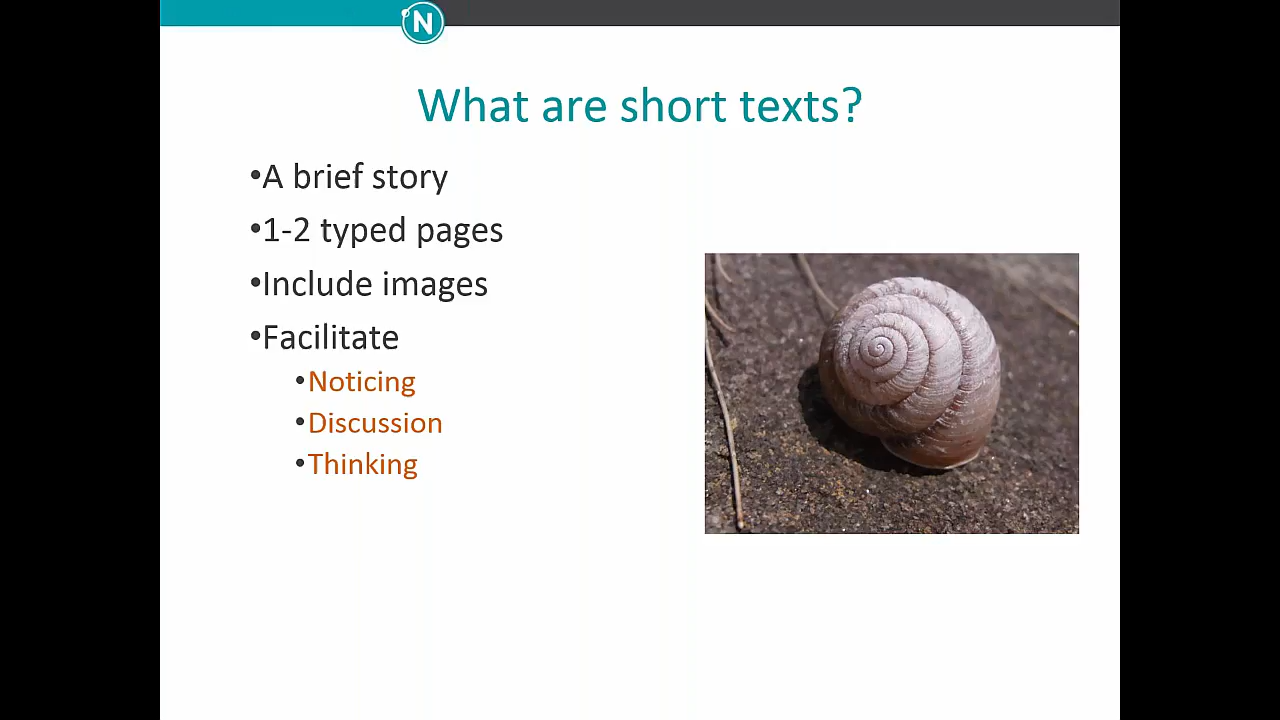 N
What are short texts?
•A brief story
•1-2 typed pages
•Include images
•Facilitate
•Noticing
•Discussion
•Thinking